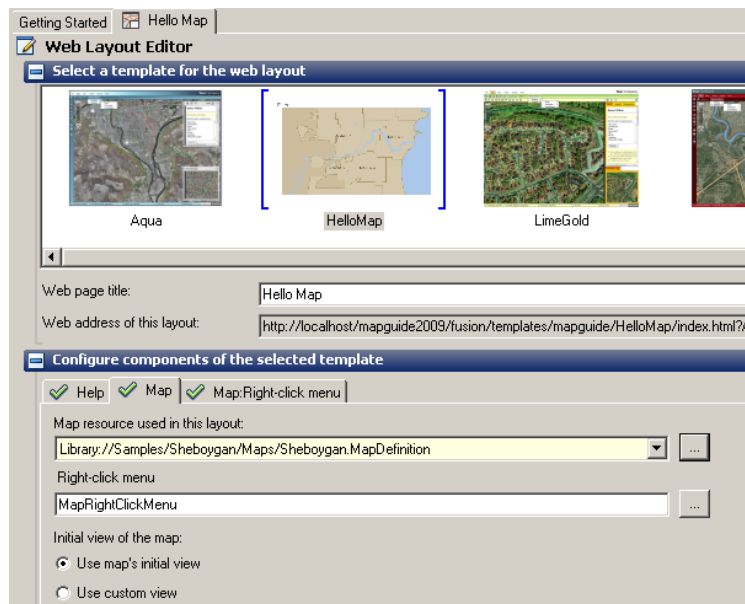 Getting Started
Hello Map
Web Layout Editor
Select a template for the web layout
Aqua
HelloMap
LimeGold
Web page title:
Hello Map
Web address of this layout:
http://localhost/mapguide2009/fusion/templates/mapguide/HelloMap/index.html?
Configure components of the selected template
Help
Map
Map:Right-click menu
Map resource used in this layout:
Library://Samples/Sheboygan/Maps/Sheboygan.MapDefinition
...
Right-click menu
MapRightClickMenu
...
Initial view of the map:
Use map's initial view
Use custom view